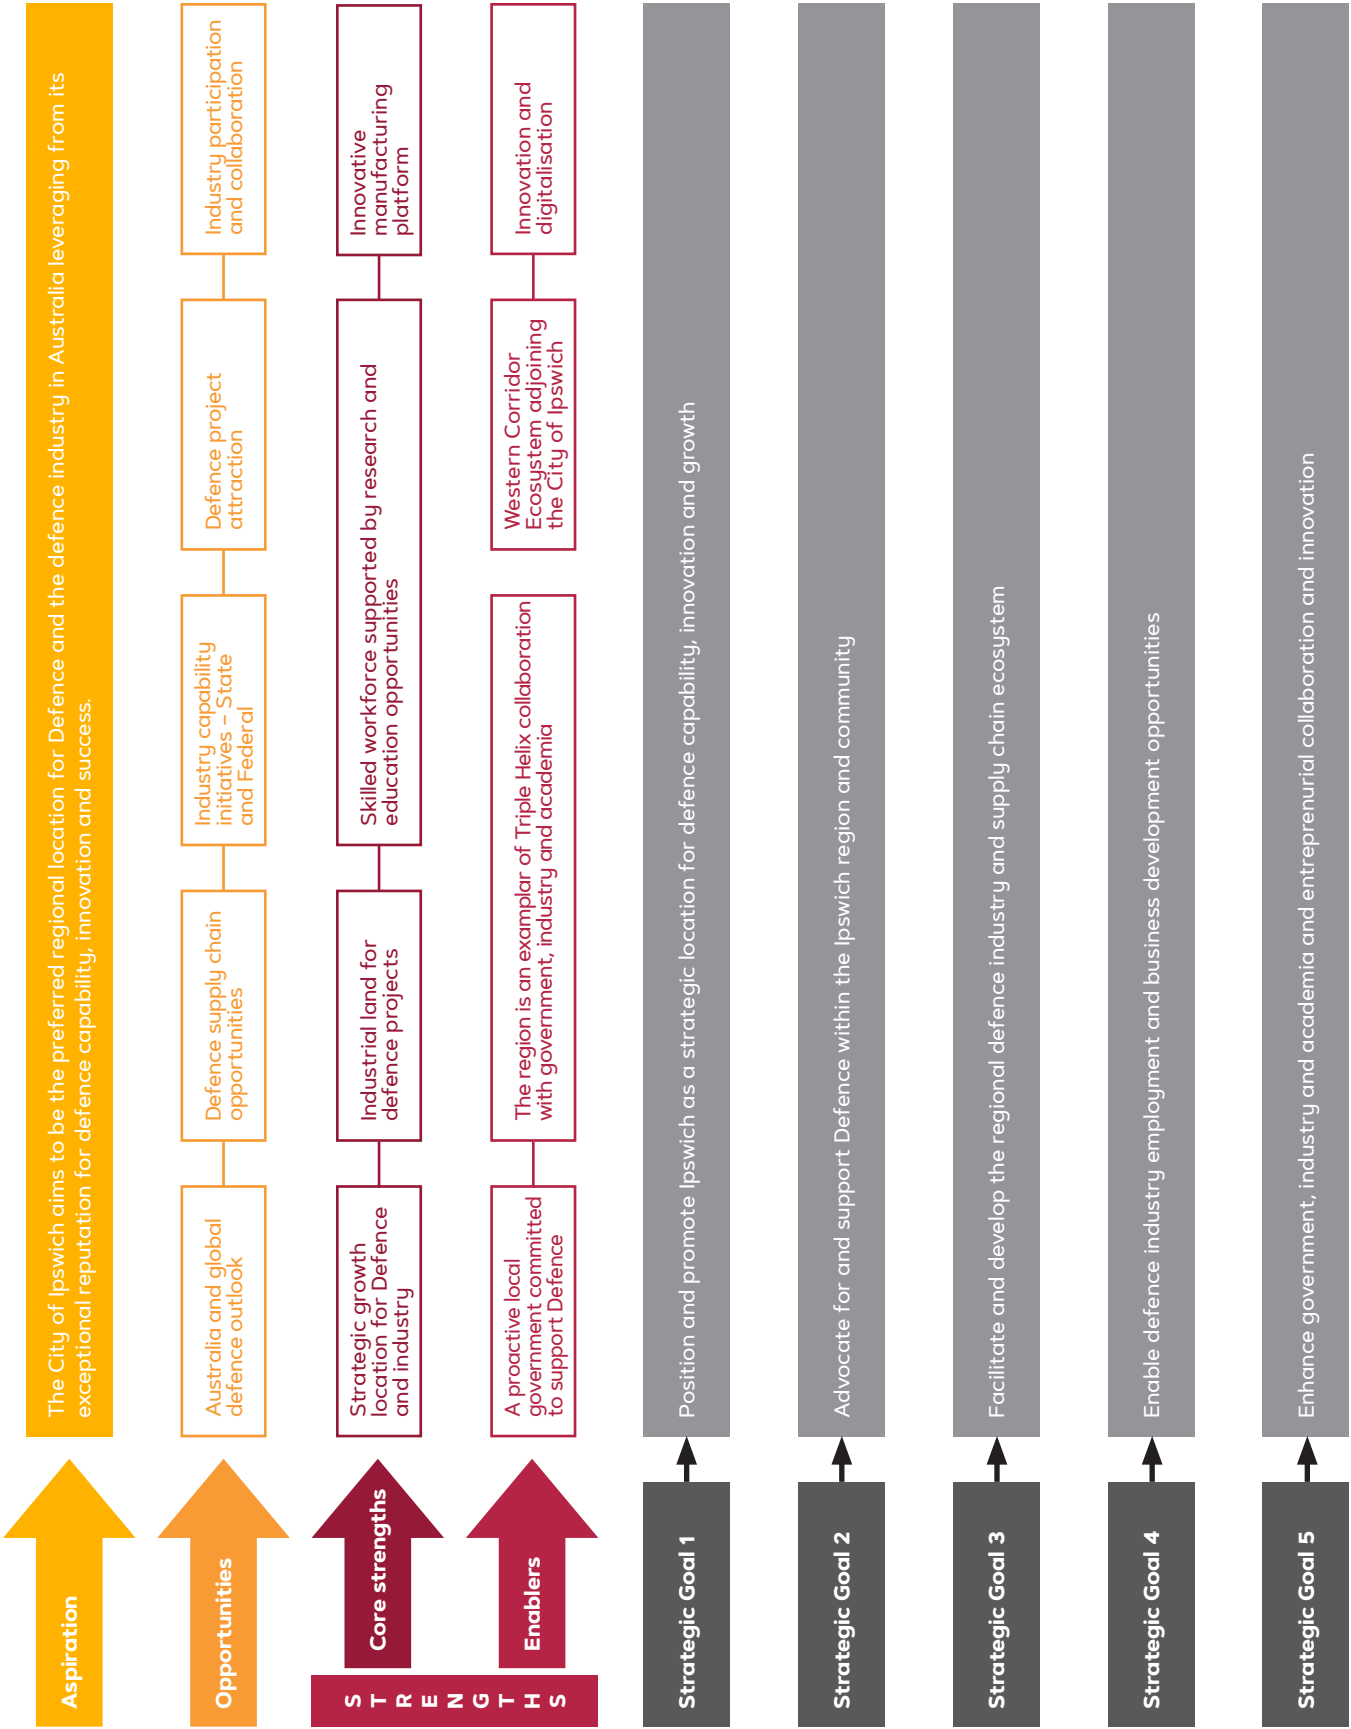 Aspiration
The City of Ipswich aims to be the preferred regional location for Defence and the defence industry in Australia leveraging from its
exceptional reputation for defence capability, innovation and success.
Opportunities
Australia and global
defence outlook
Defence supply chain
opportunities
Industry capability
initiatives – State
and Federal
Defence project
attraction
Industry participation
and collaboration
STRENGTHS
Core strengths
Strategic growth
location for Defence
and industry
Industrial land for
defence projects
Skilled workforce supported by research and
education opportunities
Innovative
manufacturing
platform
Enablers
A proactive local
government committed
to support Defence
The region is an examplar of Triple Helix collaboration
with government, industry and academia
Western Corridor
Ecosystem adjoining
the City of Ipswich
Innovation and
digitalisation
Strategic Goal 1
Position and promote Ipswich as a strategic location for defence capability, innovation and growth
Strategic Goal 2
Advocate for and support Defence within the Ipswich region and community
Strategic Goal 3
Facilitate and develop the regional defence industry and supply chain ecosystem
Strategic Goal 4
Enable defence industry employment and business development opportunities
Strategic Goal 5
Enhance government, industry and academia and entreprenurial collaboration and innovation